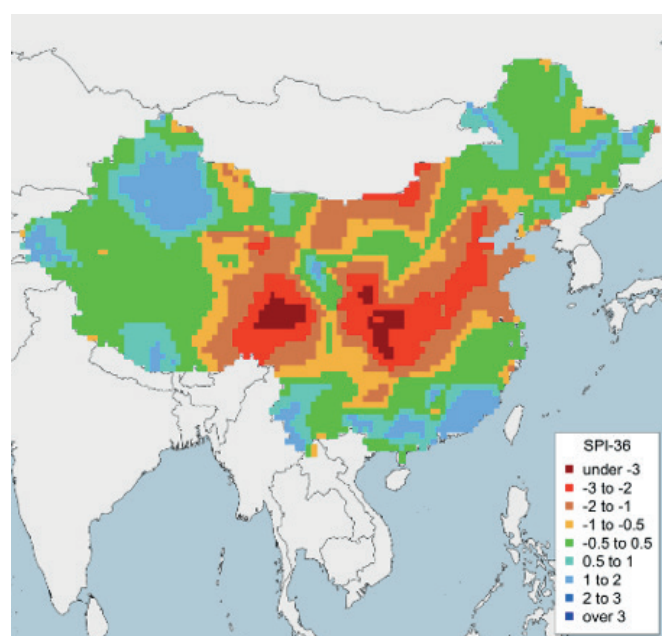 SPI-36
under -3
-3 to -2
-2 to -1
-1 to -0.5
-0.5 to 0.5
0.5 to 1
1 to 2
2 to 3
over 3